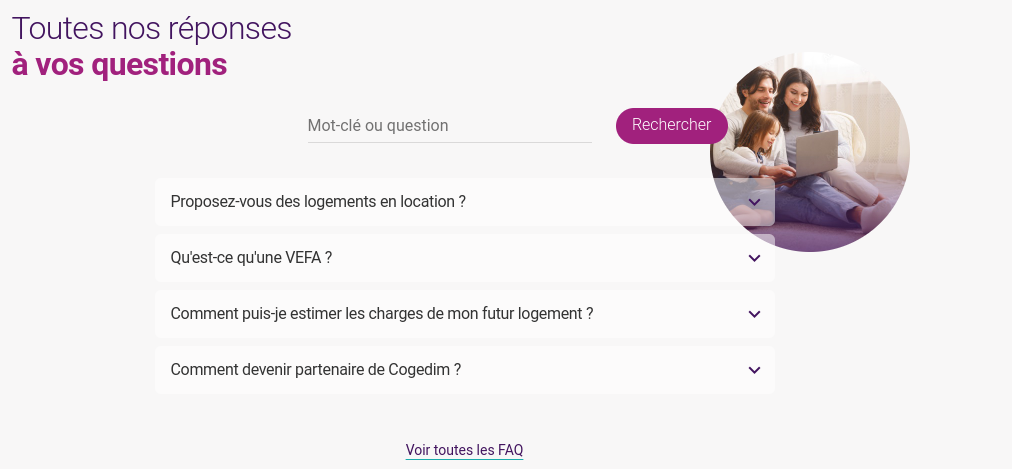 Toutes nos réponses
à vos questions
Mot-clé ou question
Rechercher
Proposez-vous des logements en location ?
Qu'est-ce qu'une VEFA ?
Comment puis-je estimer les charges de mon futur logement ?
Comment devenir partenaire de Cogedim ?
Voir toutes les FAQ